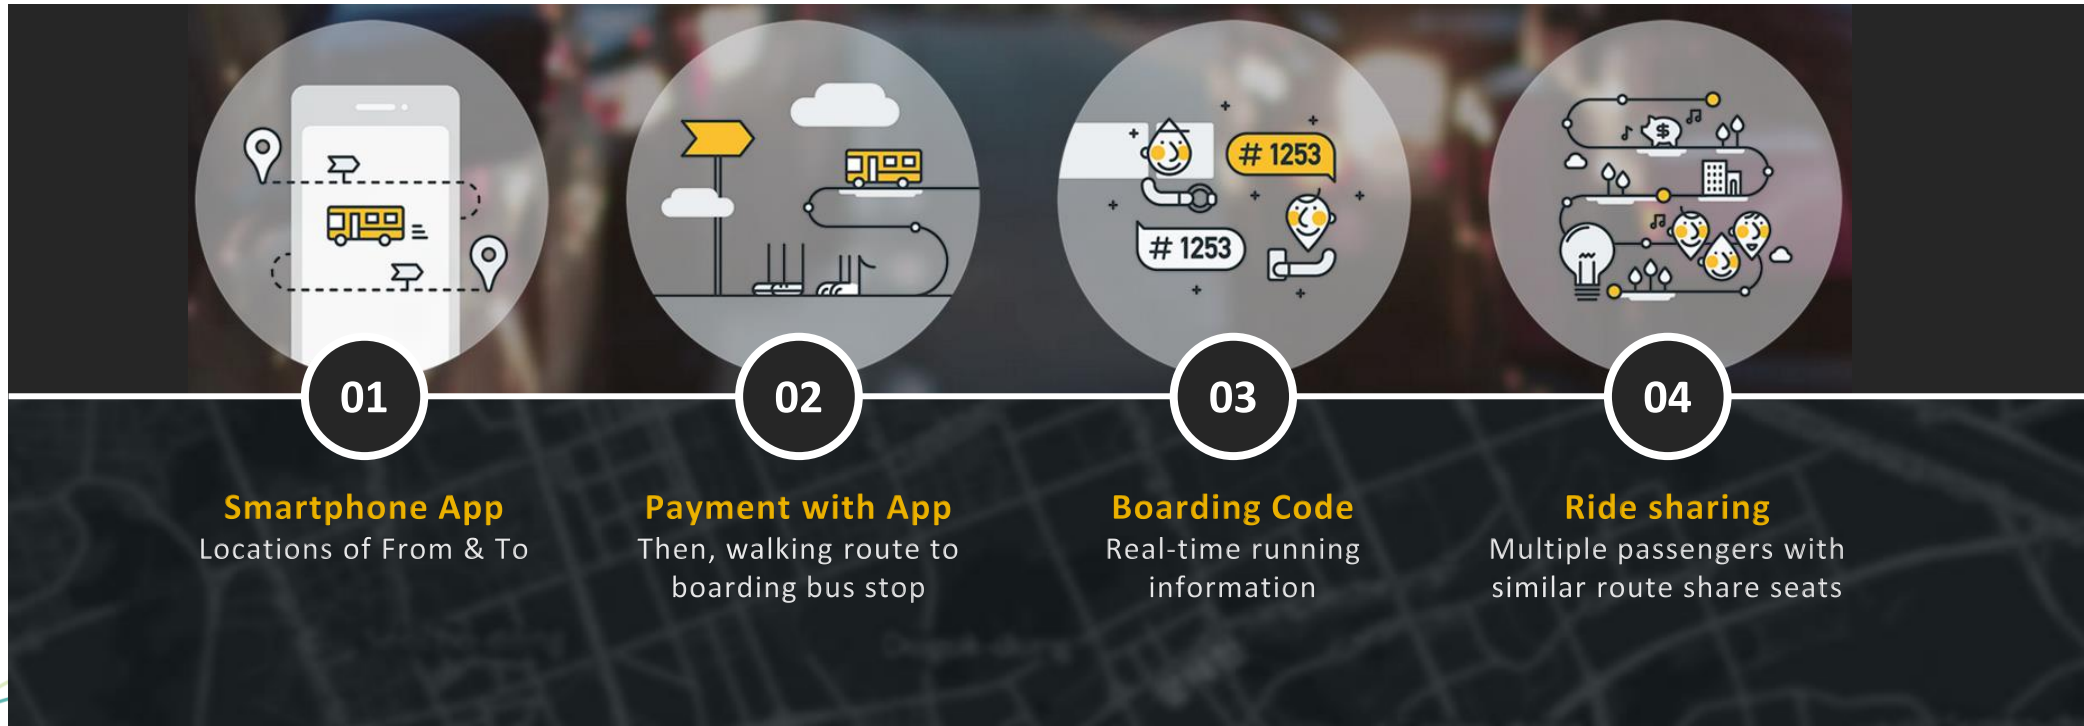 # 1253
# 1253
$
01
02
03
04
Smartphone App
Locations of From & To
Payment with App
Then, walking route to
boarding bus stop
Boarding Code
Real-time running
information
Ride sharing
Multiple passengers with
similar route share seats